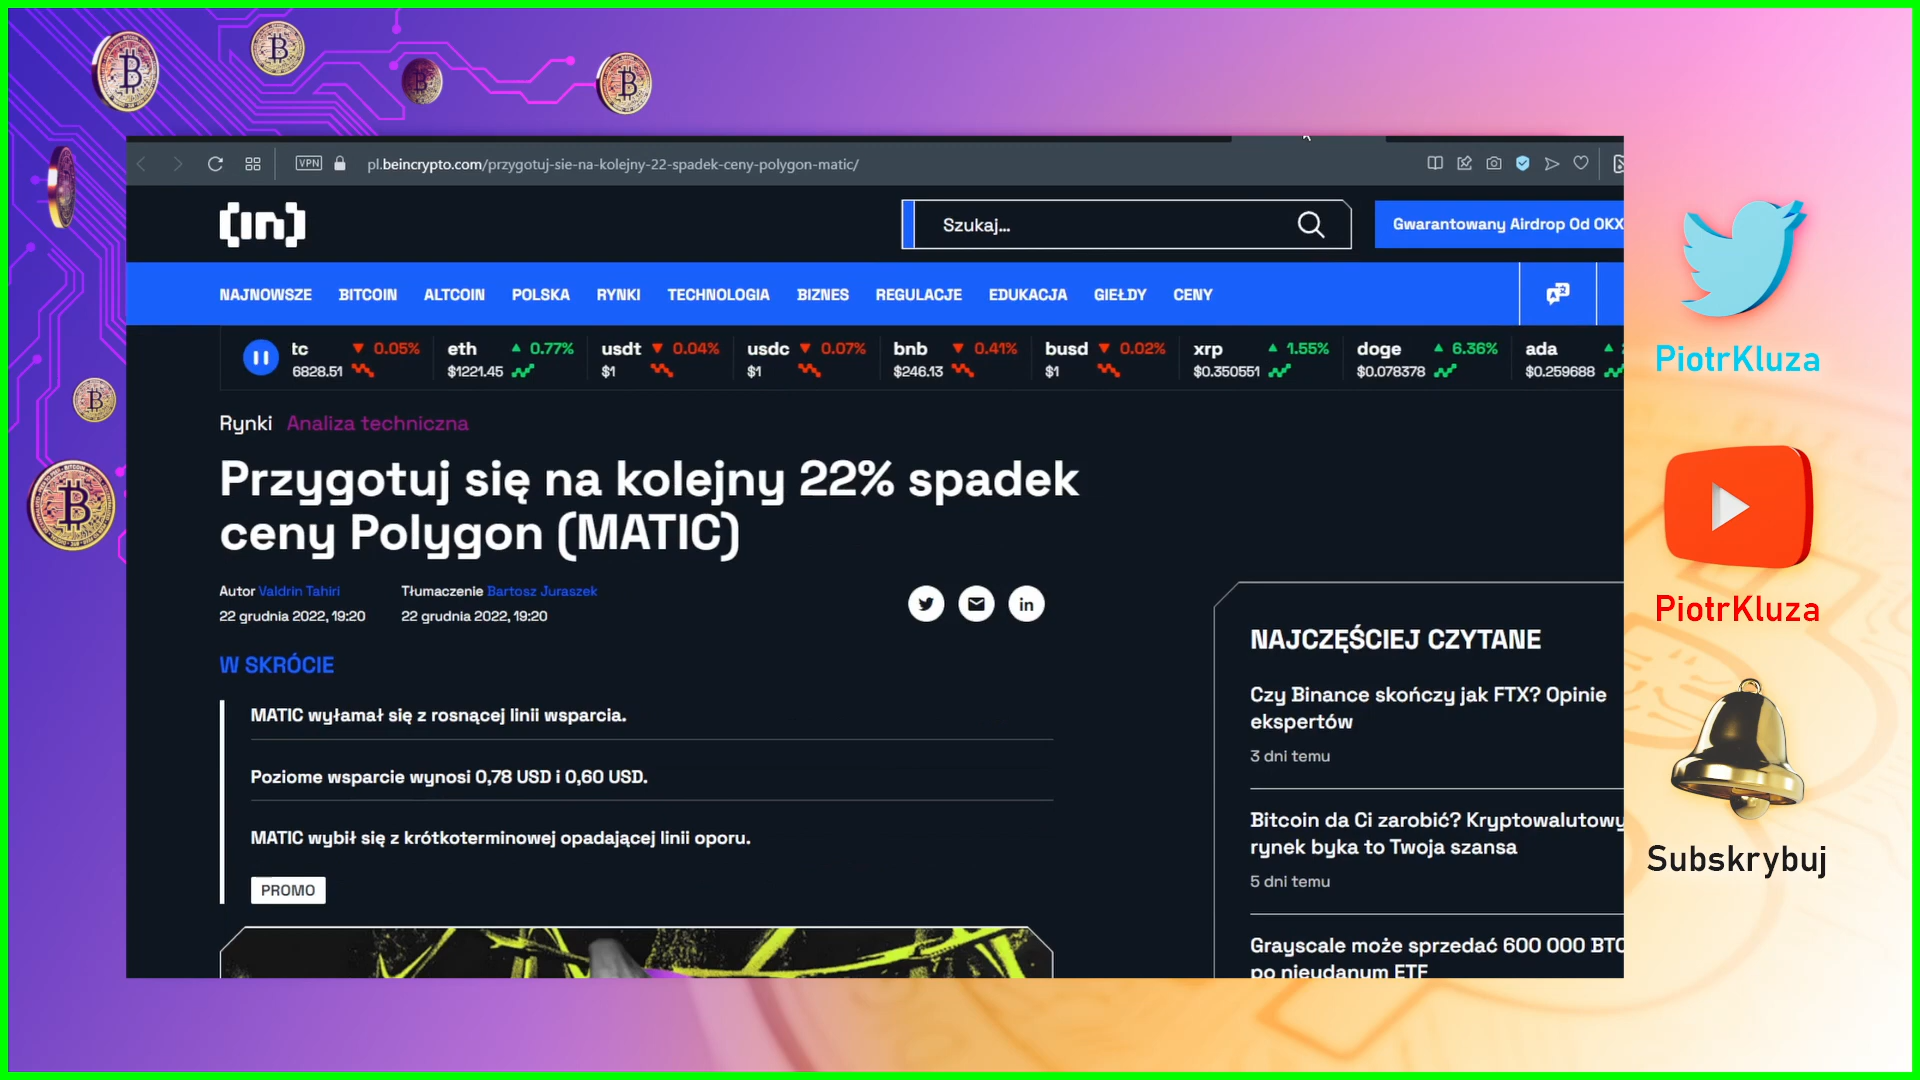 VPN
pl.beincrypto.com/przygotuj-sie-na-kolejny-22-spadek-ceny-polygon-matic/
[in]
Szukaj...
Gwarantowany Airdrop Od OKX
NAJNOWSZE BITCOIN ALTCOIN POLSKA RYNKI TECHNOLOGIA BIZNES REGULACJE EDUKACJA GIEŁDY CENY
tc ▼ 0.05% eth ▲ 0.77% usdt ▼ 0.04% usdc ▼ 0.07% bnb ▼ 0.41% busd ▼ 0.02% xrp ▲ 1.55% doge ▲ 6.36% ada ▲
6828.51 $1221.45 $1 $1 $246.13 $1 $0.350551 $0.078378 $0.259688
Rynki Analiza techniczna
Przygotuj się na kolejny 22% spadek
ceny Polygon (MATIC)
Autor Valdrin Tahiri Tłumaczenie Bartosz Juraszek
22 grudnia 2022, 19:20 22 grudnia 2022, 19:20
in
W SKRÓCIE
MATIC wyłamał się z rosnącej linii wsparcia.
Poziome wsparcie wynosi 0,78 USD i 0,60 USD.
MATIC wybił się z krótkoterminowej opadającej linii oporu.
PROMO
NAJCZĘŚCIEJ CZYTANE
Czy Binance skończy jak FTX? Opinie
ekspertów
3 dni temu
Bitcoin da Ci zarobić? Kryptowalutowy
rynek byka to Twoja szansa
5 dni temu
Grayscale może sprzedać 600 000 BTC
po nieudanym ETF
PiotrKluza
PiotrKluza
Subskrybuj